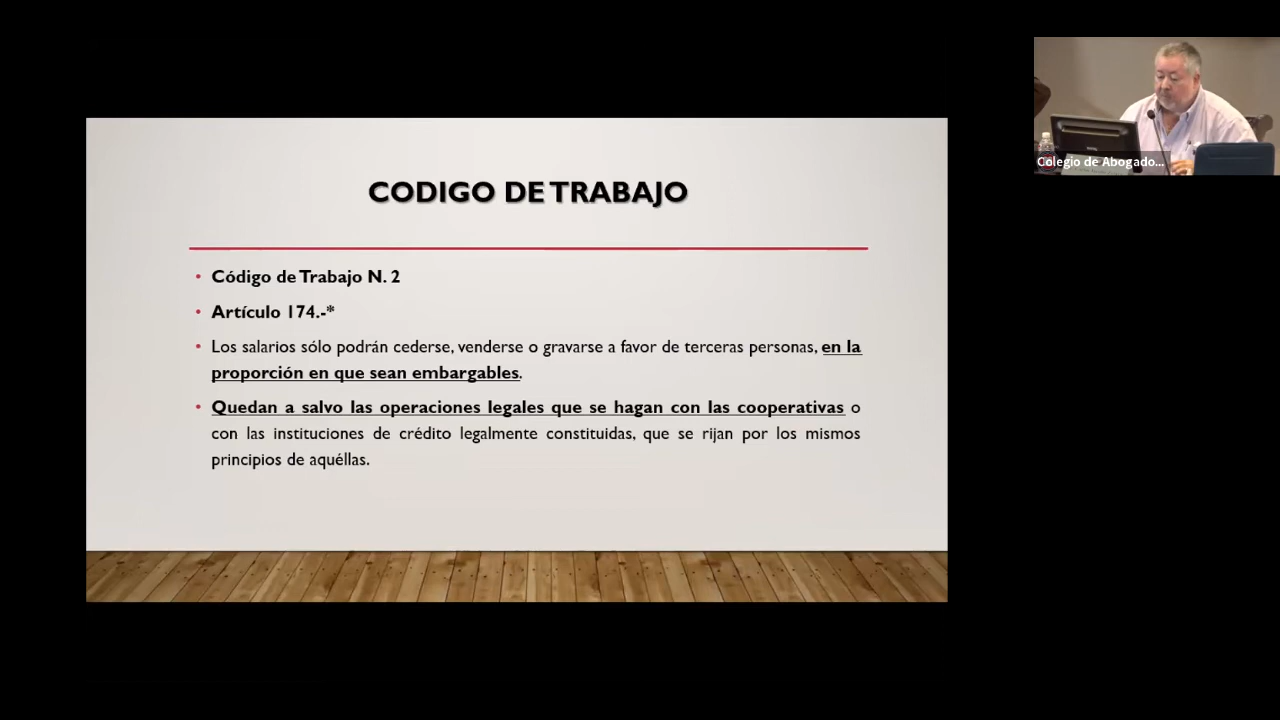 CODIGO DE TRABAJO
• Código de Trabajo N. 2
• Artículo 174.-*
• Los salarios sólo podrán cederse, venderse o gravarse a favor de terceras personas, en la
proporción en que sean embargables.
• Quedan a salvo las operaciones legales que se hagan con las cooperativas o
con las instituciones de crédito legalmente constituidas, que se rijan por los mismos
principios de aquéllas.
Colegio de Abogado...